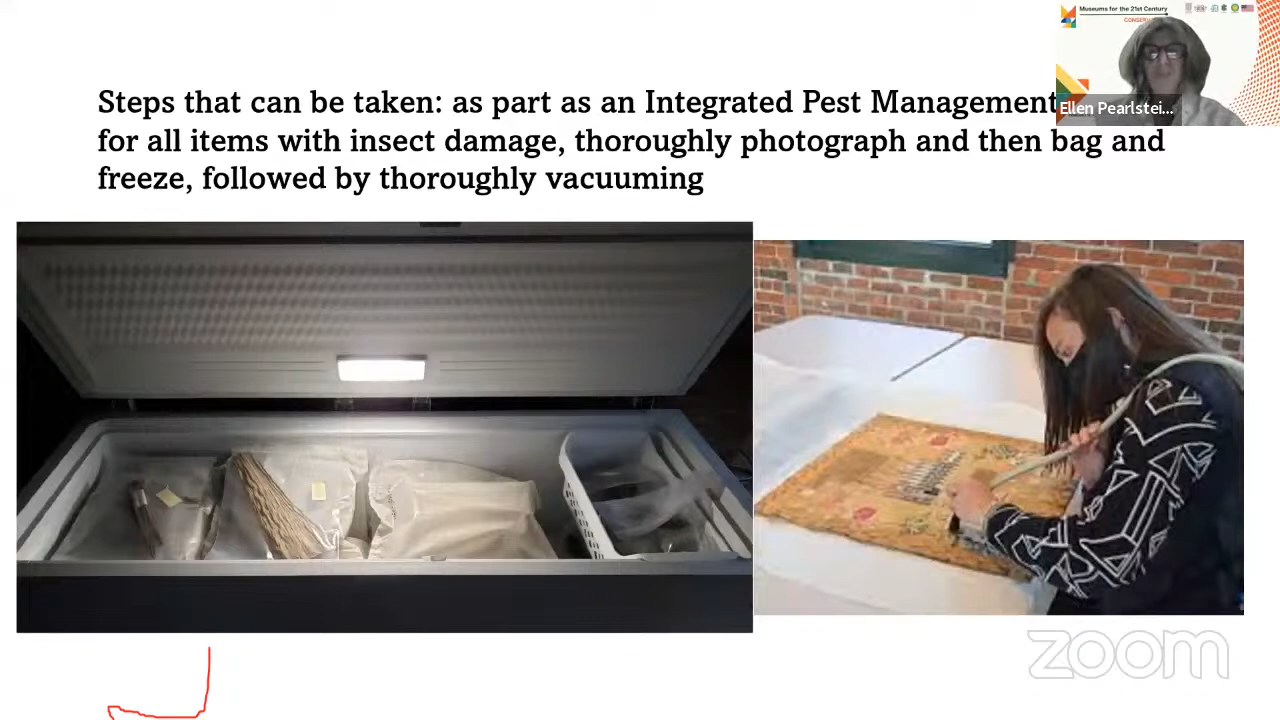 Museums for the 21st Century
Steps that can be taken: as part as an Integrated Pest Management
Ellen Pearlstei...
for all items with insect damage, thoroughly photograph and then bag and
freeze, followed by thoroughly vacuuming
zoom